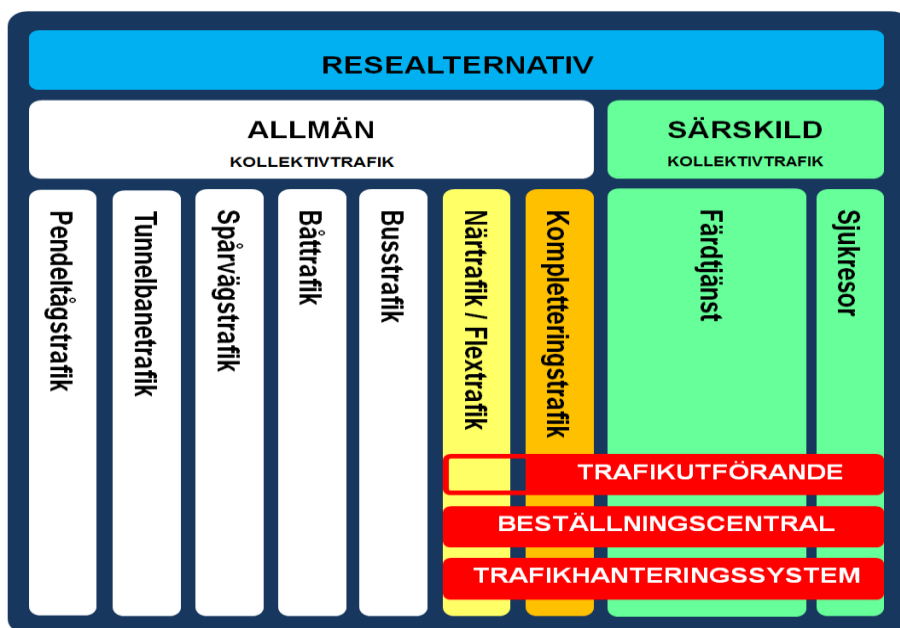 RESEALTERNATIV
ALLMÄN
KOLLEKTIVTRAFIK
SÄRSKILD
KOLLEKTIVTRAFIK
Pendeltågstrafik
Tunnelbanetrafik
Spårvägstrafik
Båttrafik
Busstrafik
Närtrafik / Flextrafik
Kompletteringstrafik
Färdtjänst
Sjukresor
TRAFIKUTFÖRANDE
BESTÄLLNINGSCENTRAL
TRAFIKHANTERINGSSYSTEM